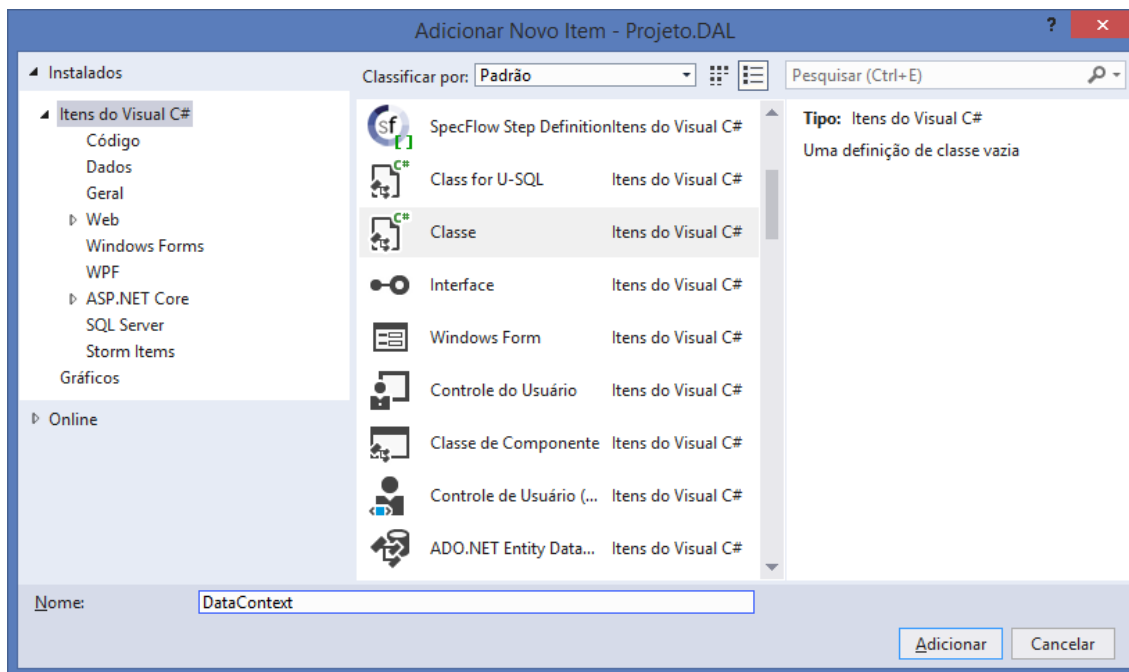 Adicionar Novo Item - Projeto.DAL
?
×
Instalados
Itens do Visual C#
Código
Dados
Geral
Web
Windows Forms
WPF
ASP.NET Core
SQL Server
Storm Items
Gráficos
Online
Classificar por: Padrão
Pesquisar (Ctrl+E)
SpecFlow Step Definition Itens do Visual C#
Class for U-SQL Itens do Visual C#
Classe Itens do Visual C#
Interface Itens do Visual C#
Windows Form Itens do Visual C#
Controle do Usuário Itens do Visual C#
Classe de Componente Itens do Visual C#
Controle de Usuário (... Itens do Visual C#
ADO.NET Entity Data... Itens do Visual C#
Tipo: Itens do Visual C#
Uma definição de classe vazia
Nome: DataContext
Adicionar Cancelar